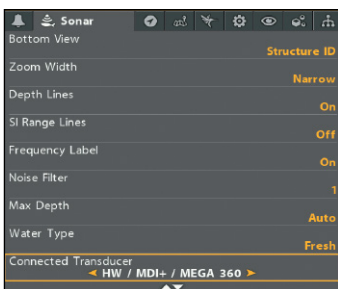 Sonar
Bottom View
Structure ID
Zoom Width
Narrow
Depth Lines
On
SI Range Lines
Off
Frequency Label
On
Noise Filter
1
Max Depth
Auto
Water Type
Fresh
Connected Transducer
HW / MDI+ / MEGA 360